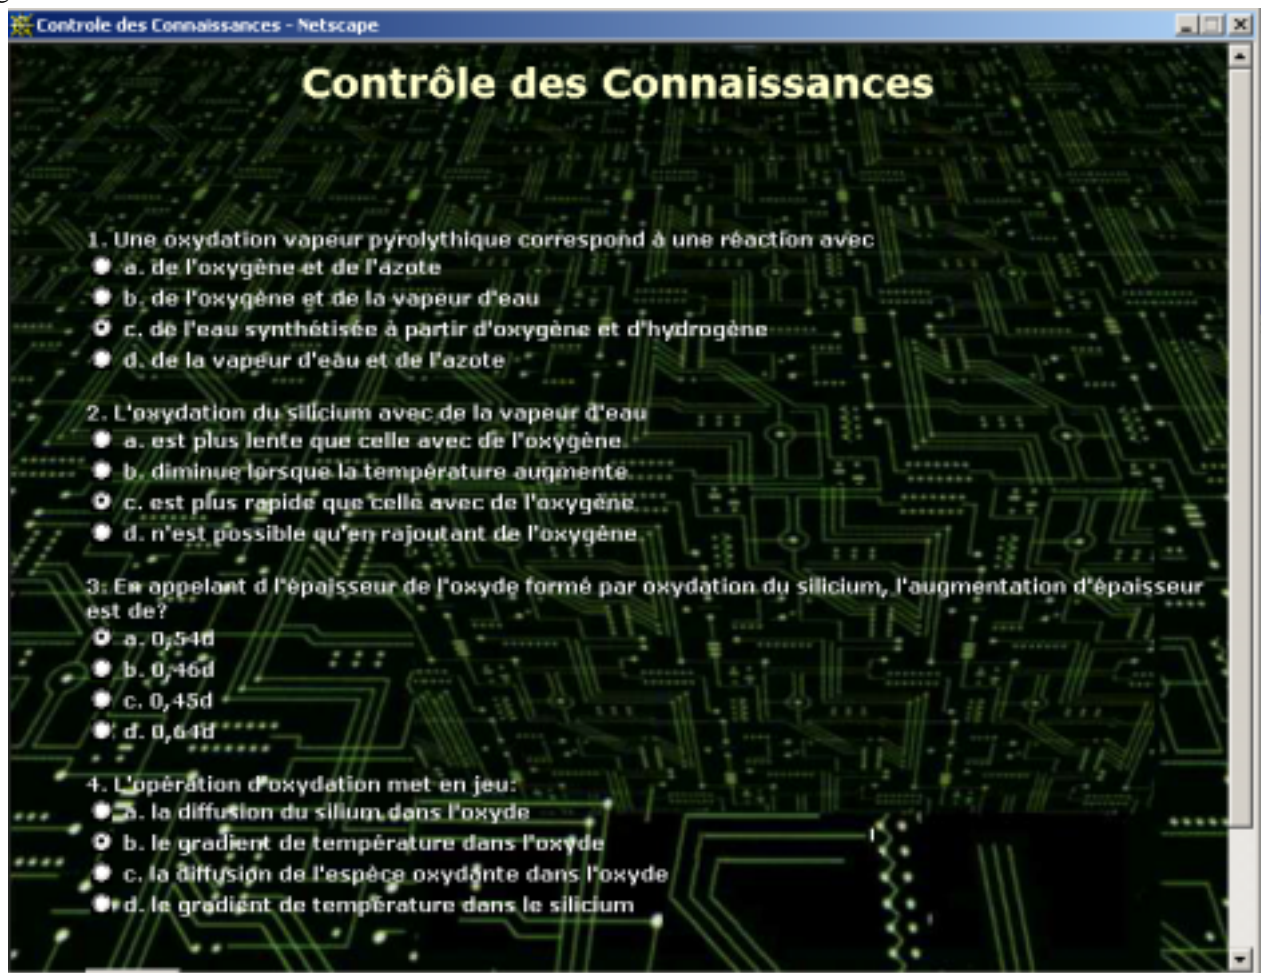 Controle des Connaissances - Netscape
Contrôle des Connaissances
1. Une oxydation vapeur pyrolythique correspond à une réaction avec
a. de l'oxygène et de l'azote
b. de l'oxygène et de la vapeur d'eau
c. de l'eau synthétisée à partir d'oxygène et d'hydrogène
d. de la vapeur d'eau et de l'azote
2. L'oxydation du silicium avec de la vapeur d'eau
a. est plus lente que celle avec de l'oxygène
b. diminue lorsque la température augmente
c. est plus rapide que celle avec de l'oxygène
d. n'est possible qu'en rajoutant de l'oxygène
3. En appelant d l'épaisseur de l'oxyde formé par oxydation du silicium, l'augmentation d'épaisseur
est de?
a. 0,54d
b. 0,46d
c. 0,45d
d. 0,64d
4. L'opération d'oxydation met en jeu:
a. la diffusion du silium dans l'oxyde
b. le gradient de température dans l'oxyde
c. la diffusion de l'espèce oxydante dans l'oxyde
d. le gradient de température dans le silicium